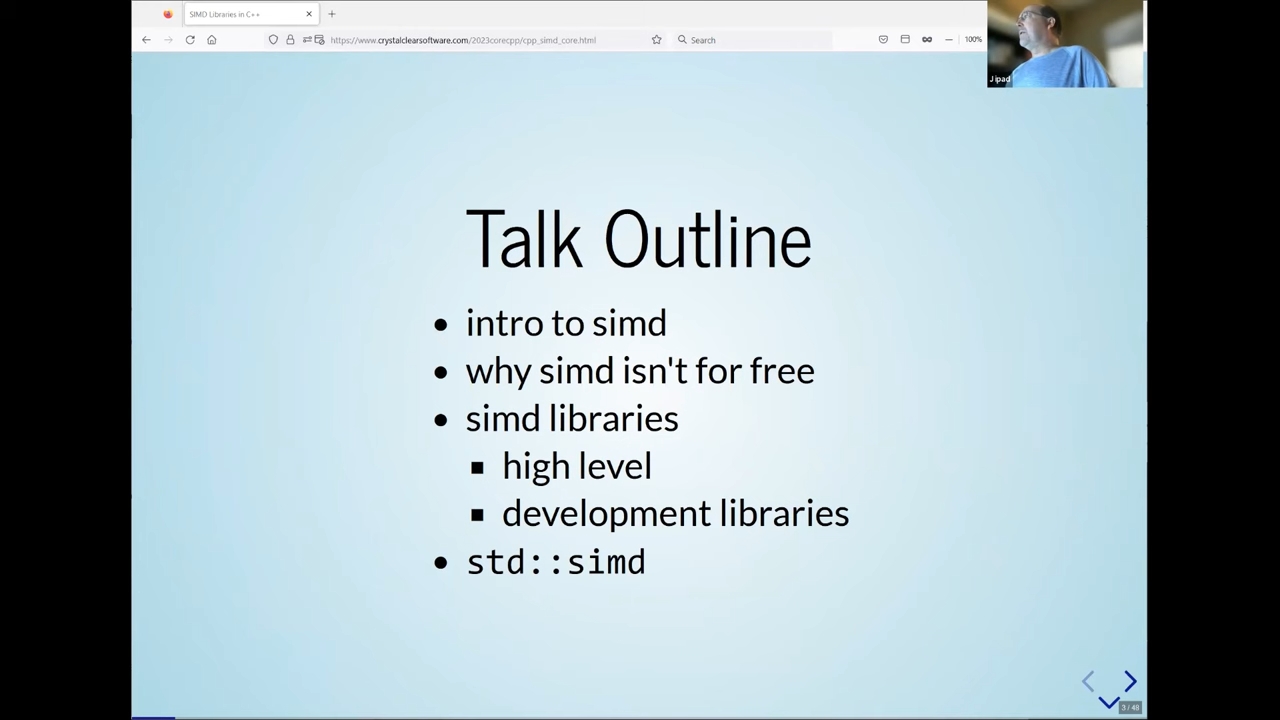 SIMD Libraries in C++
https://www.crystalclearsoftware.com/2023corecpp/cpp_simd_core.html
Search
100%
J ipad
Talk Outline
• intro to simd
• why simd isn't for free
• simd libraries
▪ high level
▪ development libraries
• std::simd
3 / 48